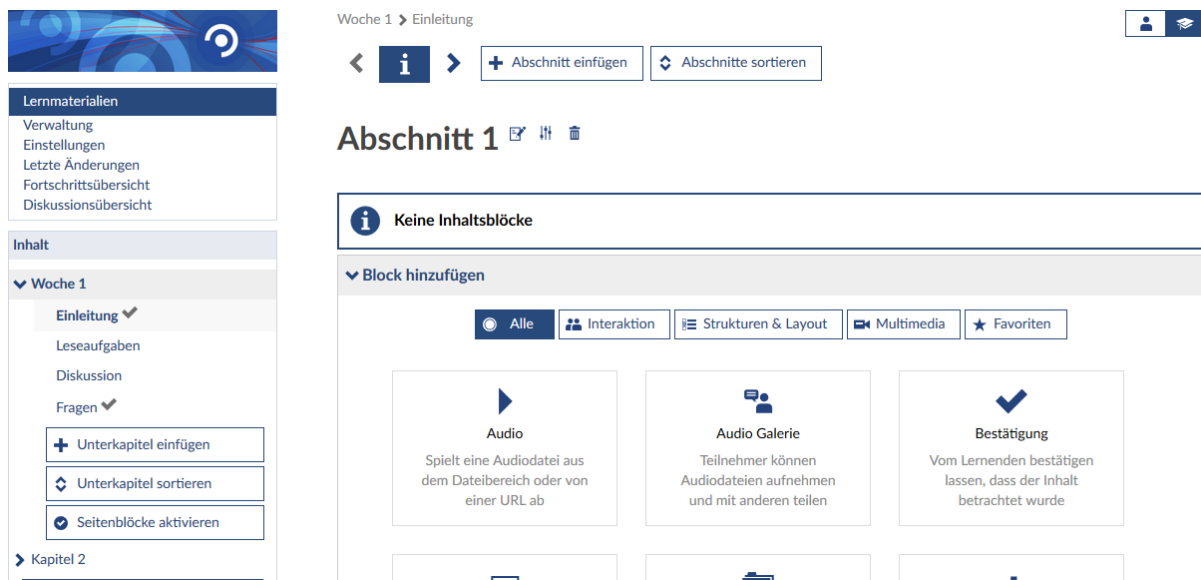 Lernmaterialien
Verwaltung
Einstellungen
Letzte Änderungen
Fortschrittsübersicht
Diskussionsübersicht
Inhalt
Woche 1
Einleitung
Leseaufgaben
Diskussion
Fragen
Unterkapitel einfügen
Unterkapitel sortieren
Seitenblöcke aktivieren
Kapitel 2
Woche 1 > Einleitung
Abschnitt einfügen
Abschnitte sortieren
Abschnitt 1
Keine Inhaltsblöcke
Block hinzufügen
Alle
Interaktion
Strukturen & Layout
Multimedia
Favoriten
Audio
Spielt eine Audiodatei aus
dem Dateibereich oder von
einer URL ab
Audio Galerie
Teilnehmer können
Audiodateien aufnehmen
und mit anderen teilen
Bestätigung
Vom Lernenden bestätigen
lassen, dass der Inhalt
betrachtet wurde